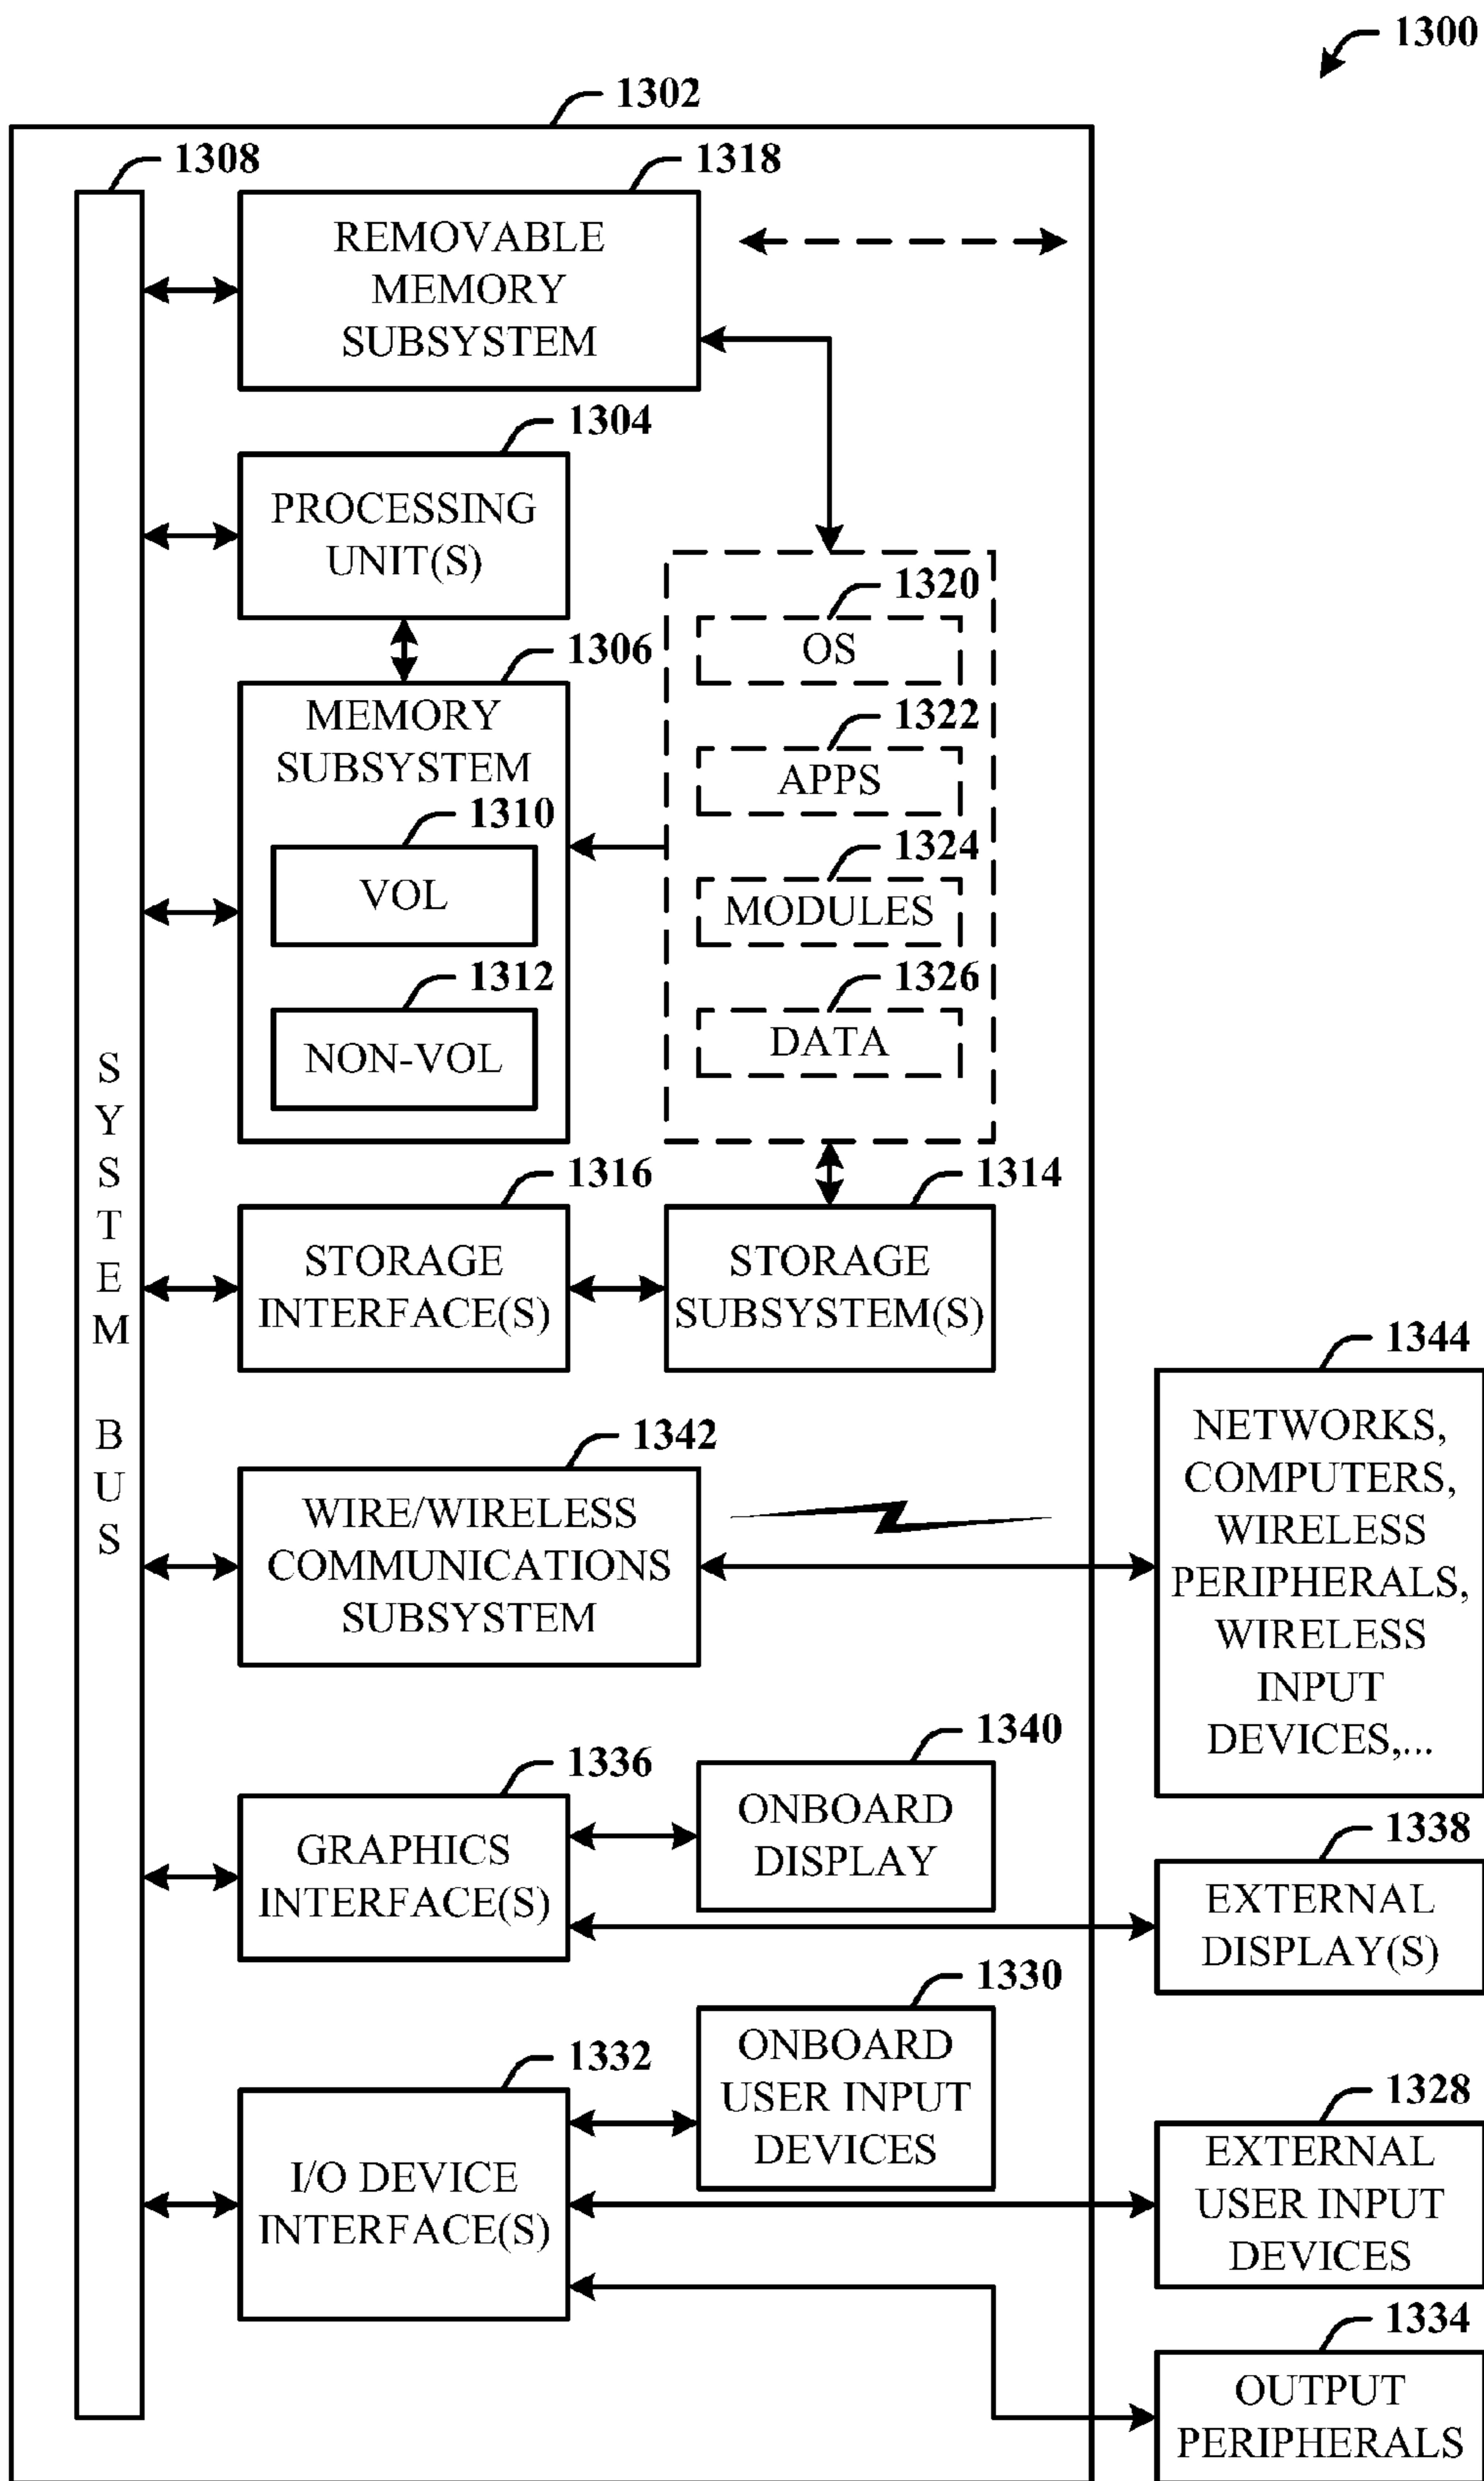 1300
1302
1308
1318
REMOVABLE
MEMORY
SUBSYSTEM
1304
PROCESSING
UNIT(S)
1306
MEMORY
SUBSYSTEM
1310
VOL
1312
NON-VOL
1320
OS
1322
APPS
1324
MODULES
1326
DATA
SYSTEM BUS
1316
STORAGE
INTERFACE(S)
1314
STORAGE
SUBSYSTEM(S)
1342
WIRE/WIRELESS
COMMUNICATIONS
SUBSYSTEM
1344
NETWORKS,
COMPUTERS,
WIRELESS
PERIPHERALS,
WIRELESS
INPUT
DEVICES,...
1336
GRAPHICS
INTERFACE(S)
1340
ONBOARD
DISPLAY
1338
EXTERNAL
DISPLAY(S)
1332
I/O DEVICE
INTERFACE(S)
1330
ONBOARD
USER INPUT
DEVICES
1328
EXTERNAL
USER INPUT
DEVICES
1334
OUTPUT
PERIPHERALS